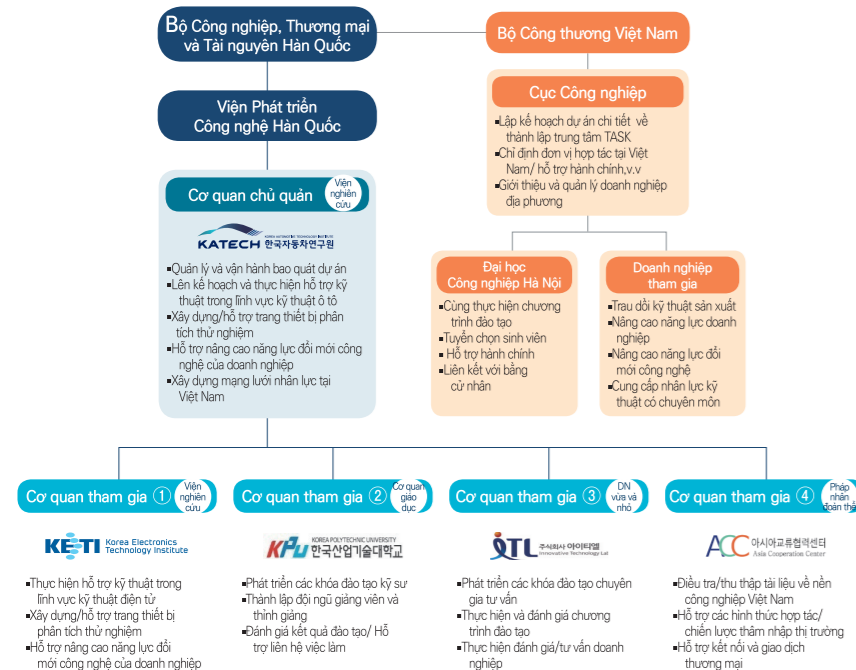 Bộ Công nghiệp, Thương mại
và Tài nguyên Hàn Quốc
Bộ Công thương Việt Nam
Viện Phát triển
Công nghệ Hàn Quốc
Cục Công nghiệp
▪Lập kế hoạch dự án chi tiết về
thành lập trung tâm TASK
▪Chỉ định đơn vị hợp tác tại Việt
Nam/ hỗ trợ hành chính,v.v
▪Giới thiệu và quản lý doanh nghiệp
địa phương
Cơ quan chủ quản
Viện
nghiên
cứu
KOREA AUTOMOTIVE TECHNOLOGY INSTITUTE
KATECH 한국자동차연구원
▪Quản lý và vận hành bao quát dự án
▪Lên kế hoạch và thực hiện hỗ trợ kỹ
thuật trong lĩnh vực kỹ thuật ô tô
▪Xây dựng/hỗ trợ trang thiết bị phân
tích thử nghiệm
▪Hỗ trợ nâng cao năng lực đổi mới công
nghệ của doanh nghiệp
▪Xây dựng mạng lưới nhân lực tại
Việt Nam
Đại học
Công nghiệp Hà Nội
▪Cùng thực hiện chương
trình đào tạo
▪Tuyển chọn sinh viên
▪ Hỗ trợ hành chính
▪Liên kết với bằng
cử nhân
Doanh nghiệp
tham gia
▪Trau dồi kỹ thuật sản xuất
▪Nâng cao năng lực doanh
nghiệp
▪Nâng cao năng lực đổi
mới công nghệ
▪Cung cấp nhân lực kỹ
thuật có chuyên môn
Cơ quan tham gia ①
Viện
nghiên
cứu
KETI Korea Electronics
Technology Institute
▪Thực hiện hỗ trợ kỹ thuật trong
lĩnh vực kỹ thuật điện tử
▪Xây dựng/hỗ trợ trang thiết bị
phân tích thử nghiệm
▪Hỗ trợ nâng cao năng lực đổi
mới công nghệ của doanh nghiệp
Cơ quan tham gia ②
Cơ quan
giáo
dục
KPU KOREA POLYTECHNIC UNIVERSITY
한국산업기술대학교
▪Phát triển các khóa đào tạo kỹ sư
▪Thành lập đội ngũ giảng viên và
thỉnh giảng
▪Đánh giá kết quả đào tạo/ Hỗ
trợ liên hệ việc làm
Cơ quan tham gia ③
DN
vừa và
nhỏ
ITL 주식회사 아이티엘
Innovative Technology Lab
▪Phát triển các khóa đào tạo chuyên
gia tư vấn
▪Thực hiện và đánh giá chương
trình đào tạo
▪Thực hiện đánh giá/tư vấn doanh
nghiệp
Cơ quan tham gia ④
Pháp
nhân
đoàn thể
ACC 아시아교류협력센터
Asia Cooperation Center
▪Điều tra/thu thập tài liệu về nền
công nghiệp Việt Nam
▪Hỗ trợ các hình thức hợp tác/
chiến lược thâm nhập thị trường
▪Hỗ trợ kết nối và giao dịch
thương mại